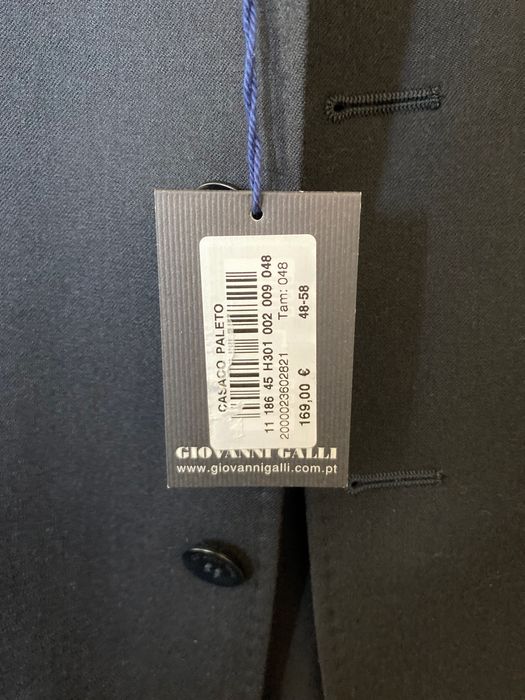 CASACO PALETO
11 186 45 H301 002 009 048
2000023602821 Tam: 048
48-58
169,00 €
GIOVANNI GALLI
www.giovannigalli.com.pt